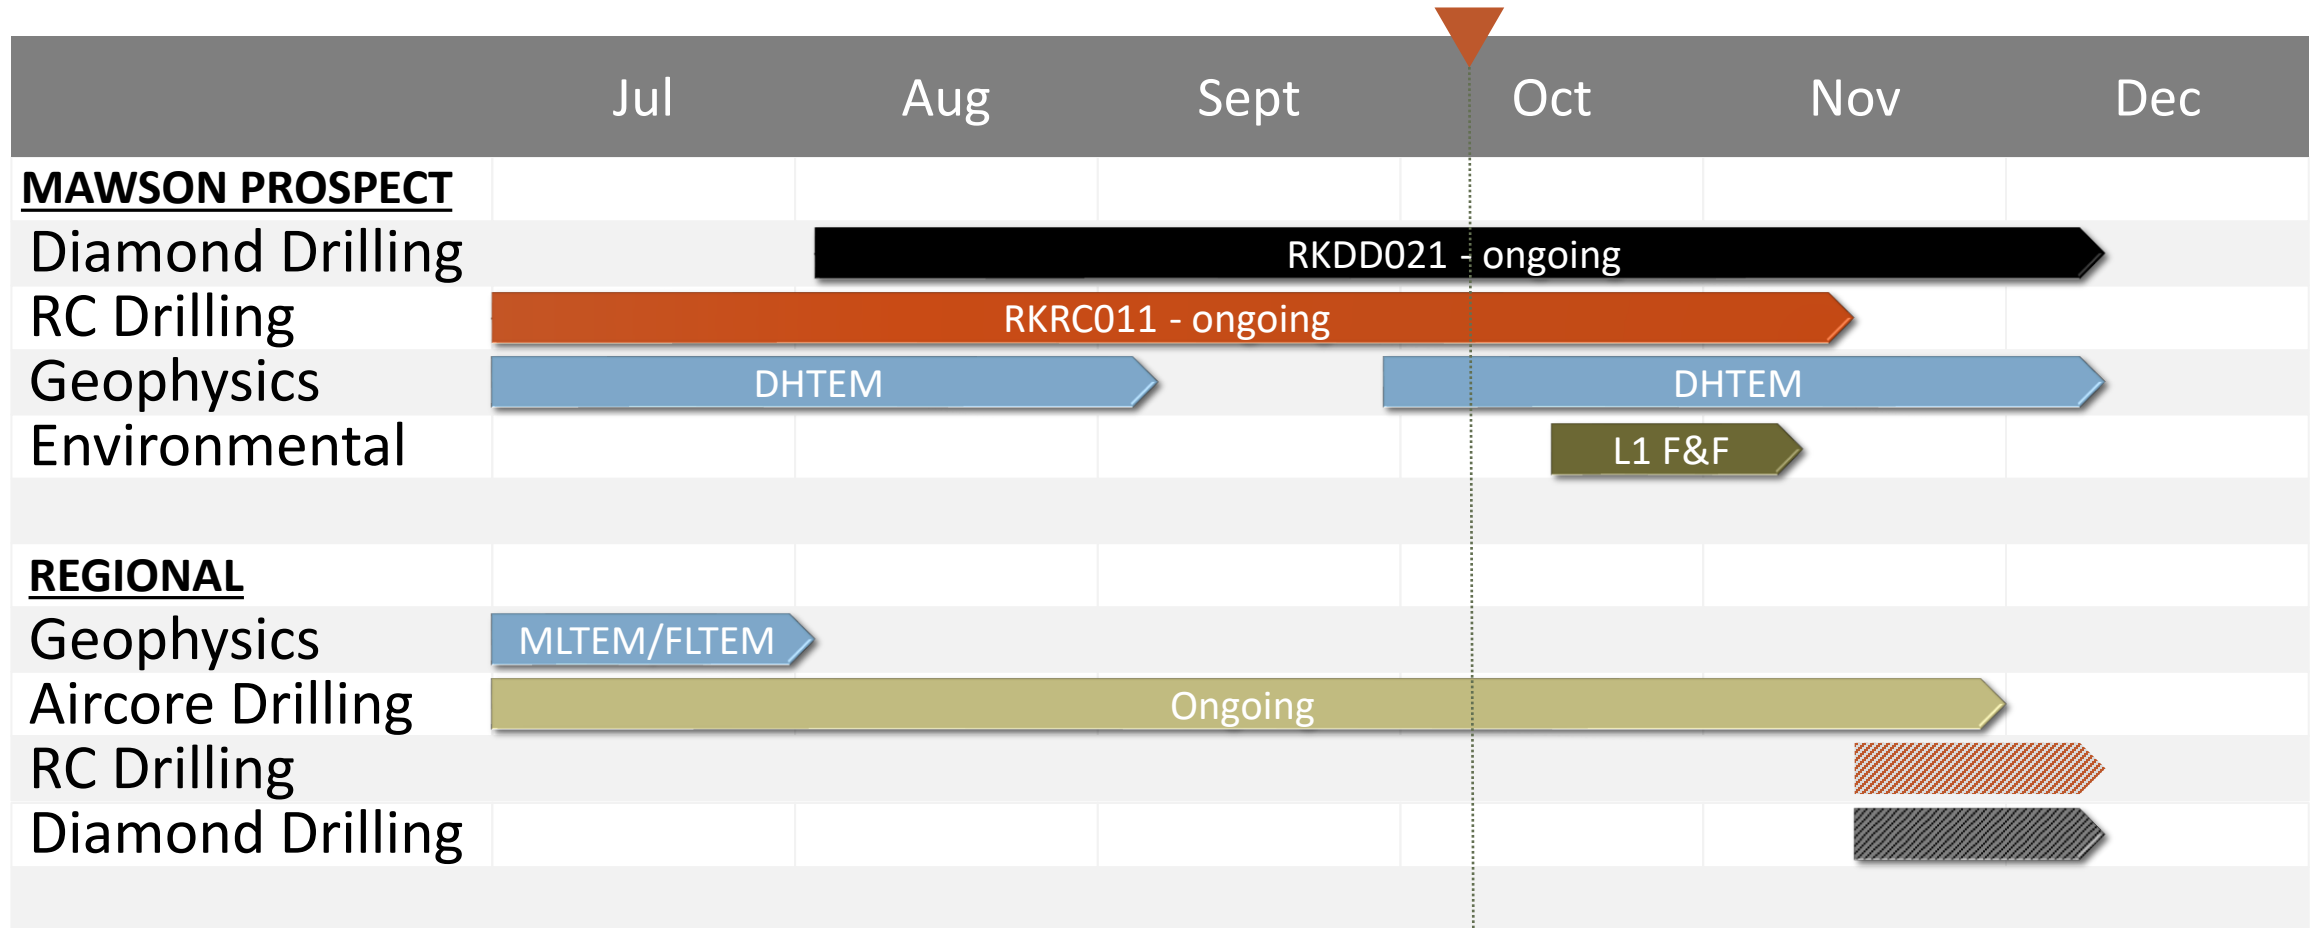 Jul Aug Sept Oct Nov Dec
MAWSON PROSPECT
Diamond Drilling RKDD021 - ongoing
RC Drilling RKRC011 - ongoing
Geophysics DHTEM DHTEM
Environmental L1 F&F
REGIONAL
Geophysics MLTEM/FLTEM
Aircore Drilling Ongoing
RC Drilling
Diamond Drilling